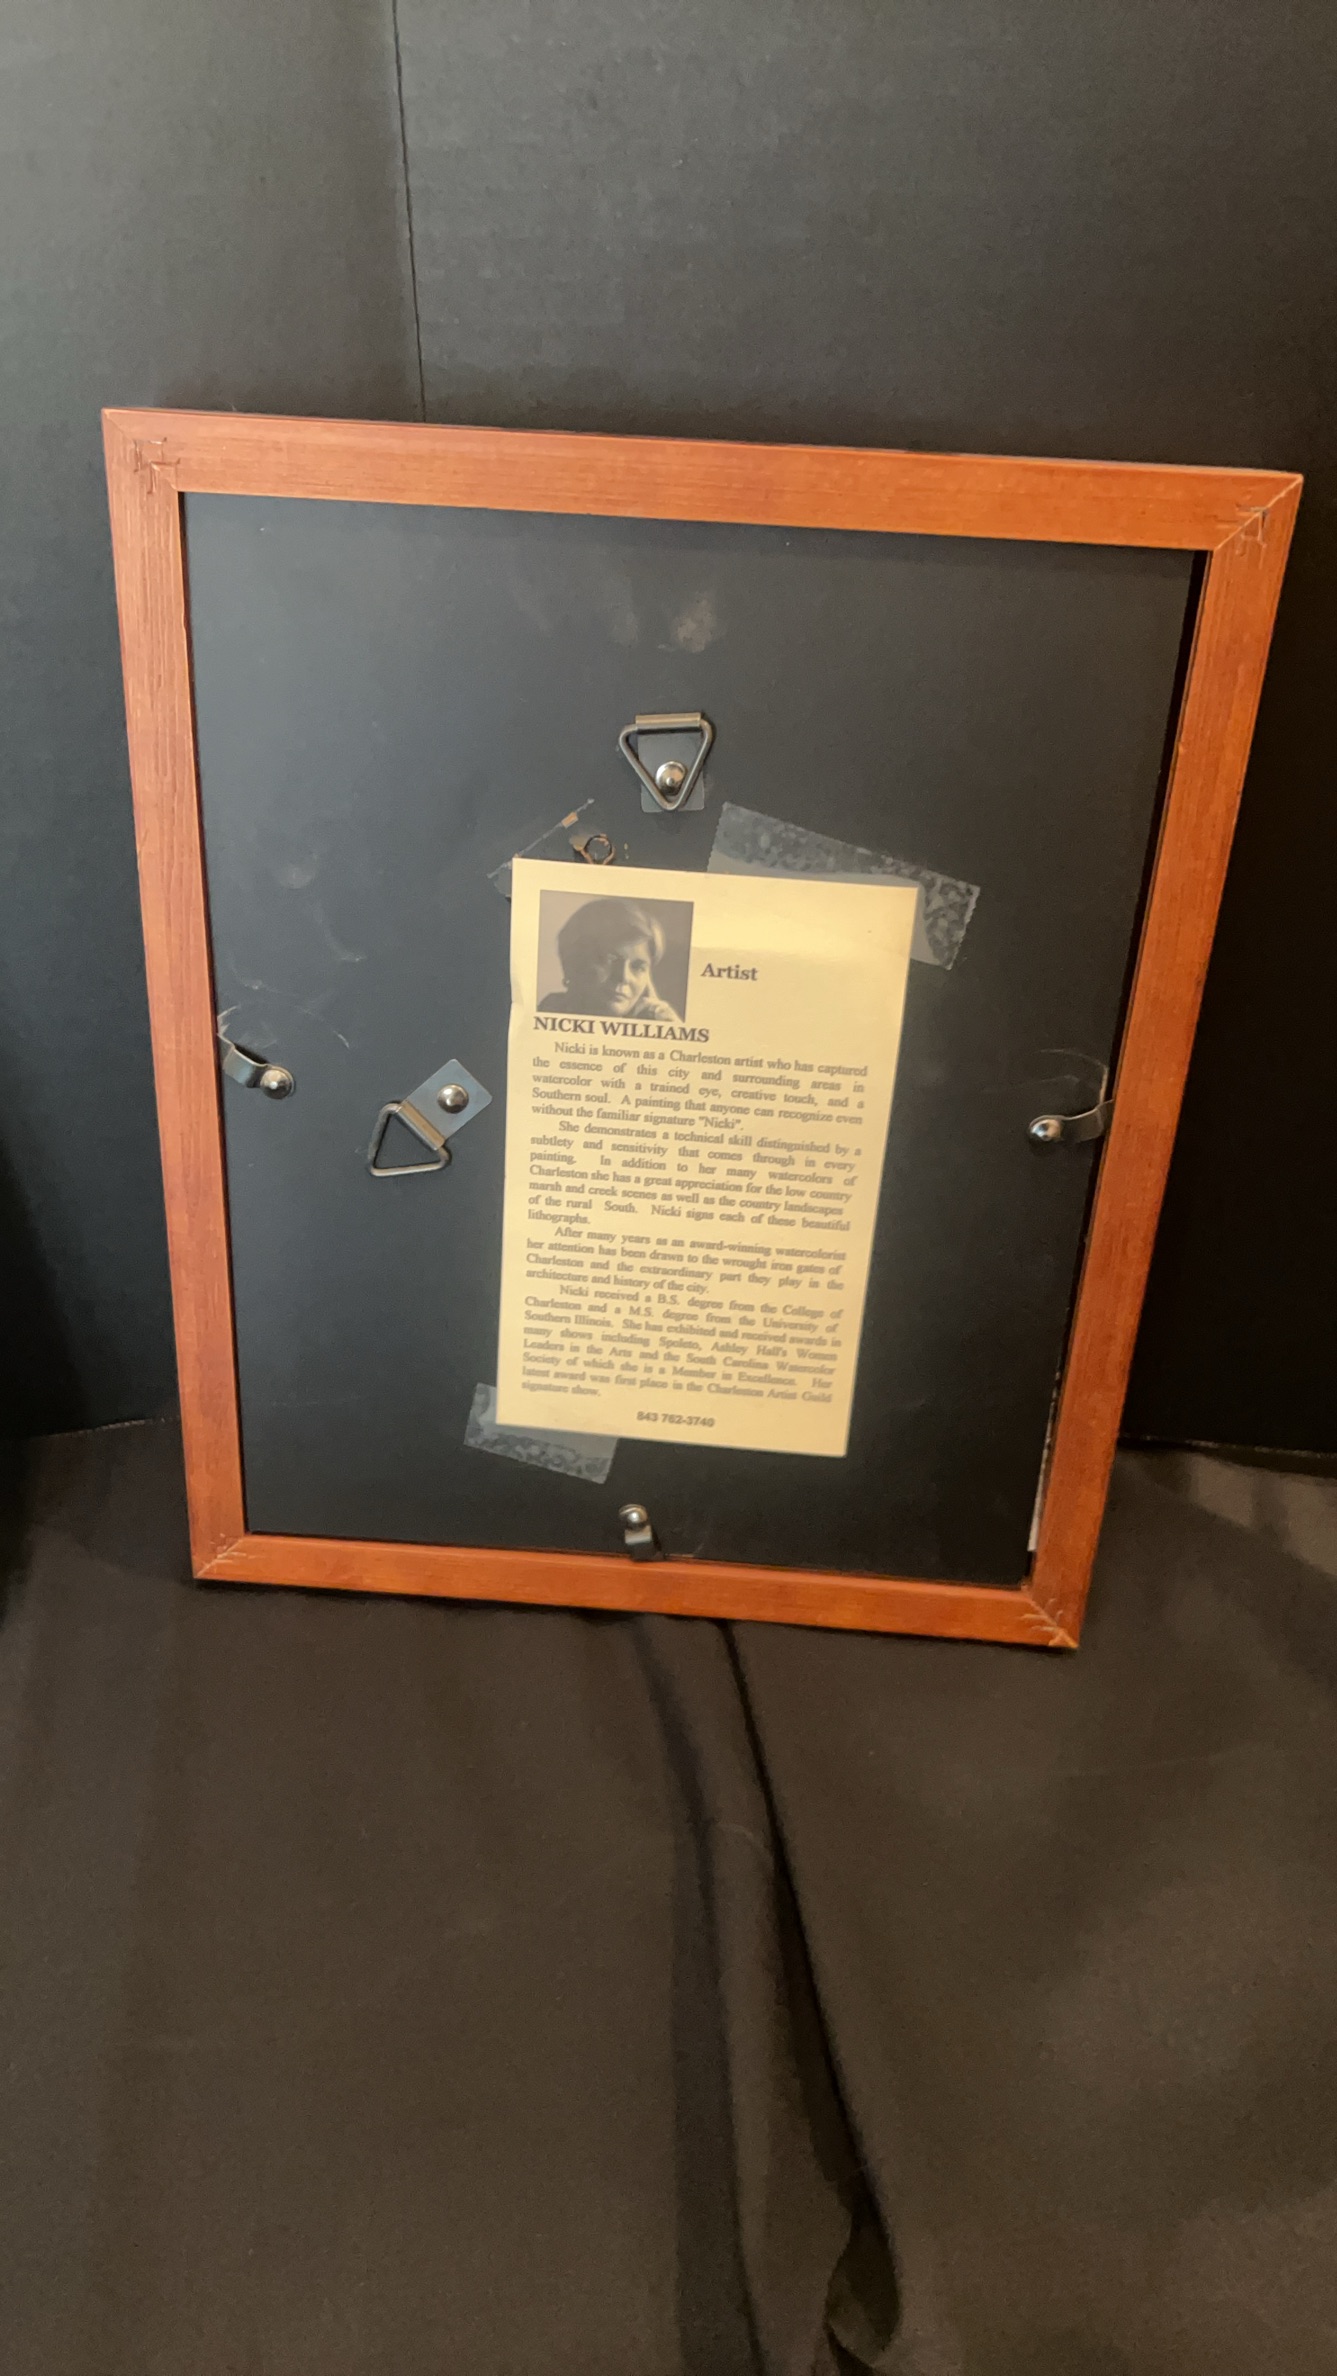 Artist
NICKI WILLIAMS
Nicki is known as a Charleston artist who has captured
the essence of this city and surrounding areas in
watercolor with a trained eye, creative touch, and a
Southern soul. A painting that anyone can recognize even
without the familiar signature "Nicki".
She demonstrates a technical skill distinguished by a
subtlety and sensitivity that comes through in every
painting. In addition to her many watercolors of
Charleston she has a great appreciation for the low country
marsh and creek scenes as well as the country landscapes
of the rural South. Nicki signs each of these beautiful
lithographs.
After many years as an award-winning watercolorist
her attention has been drawn to the wrought iron gates of
Charleston and the extraordinary part they play in the
architecture and history of the city.
Nicki received a B.S. degree from the College of
Charleston and a M.S. degree from the University of
Southern Illinois. She has exhibited and received awards in
many shows including Spoleto, Ashley Hall's Women
Leaders in the Arts and the South Carolina Watercolor
Society of which she is a Member in Excellence. Her
latest award was first place in the Charleston Artist Guild
signature show.
843 762-3740